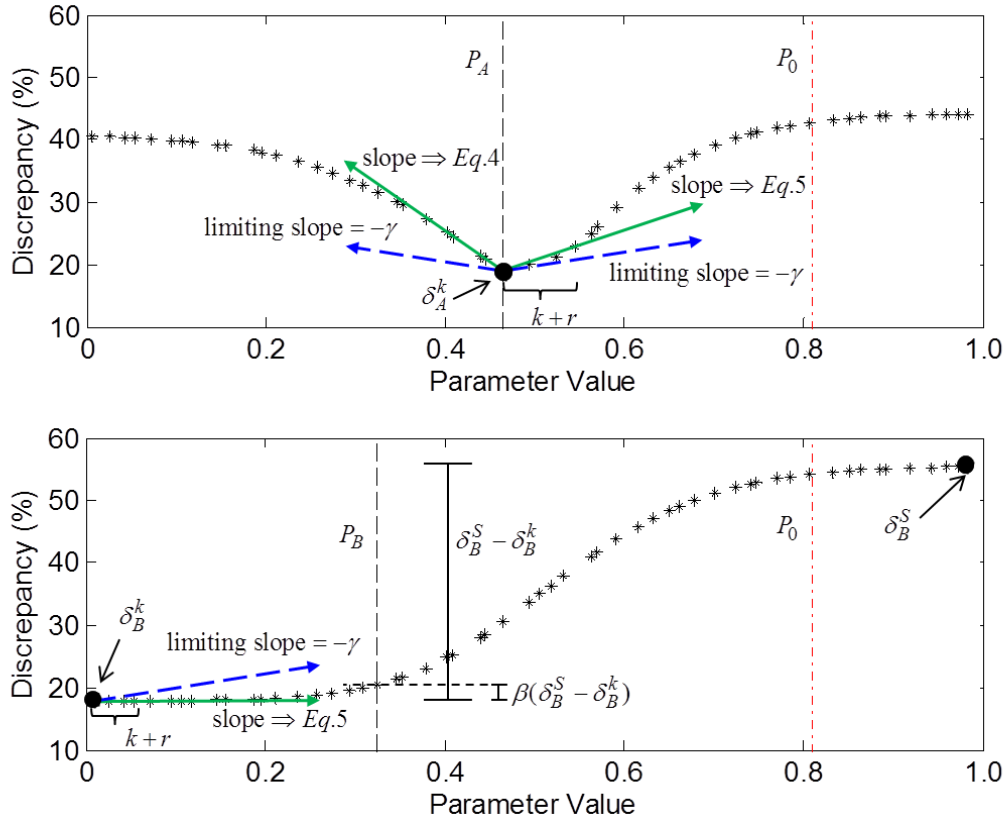 60
50
40
30
20
10
Discrepancy (%)
P_A
P_0
slope ⇒ Eq.4
slope ⇒ Eq.5
limiting slope = −γ
limiting slope = −γ
δ_A^k
k + r
0 0.2 0.4 0.6 0.8 1.0
Parameter Value
60
50
40
30
20
10
Discrepancy (%)
P_B
P_0
δ_B^S − δ_B^k
δ_B^S
δ_B^k
limiting slope = −γ
β(δ_B^S − δ_B^k)
slope ⇒ Eq.5
k + r
0 0.2 0.4 0.6 0.8 1.0
Parameter Value